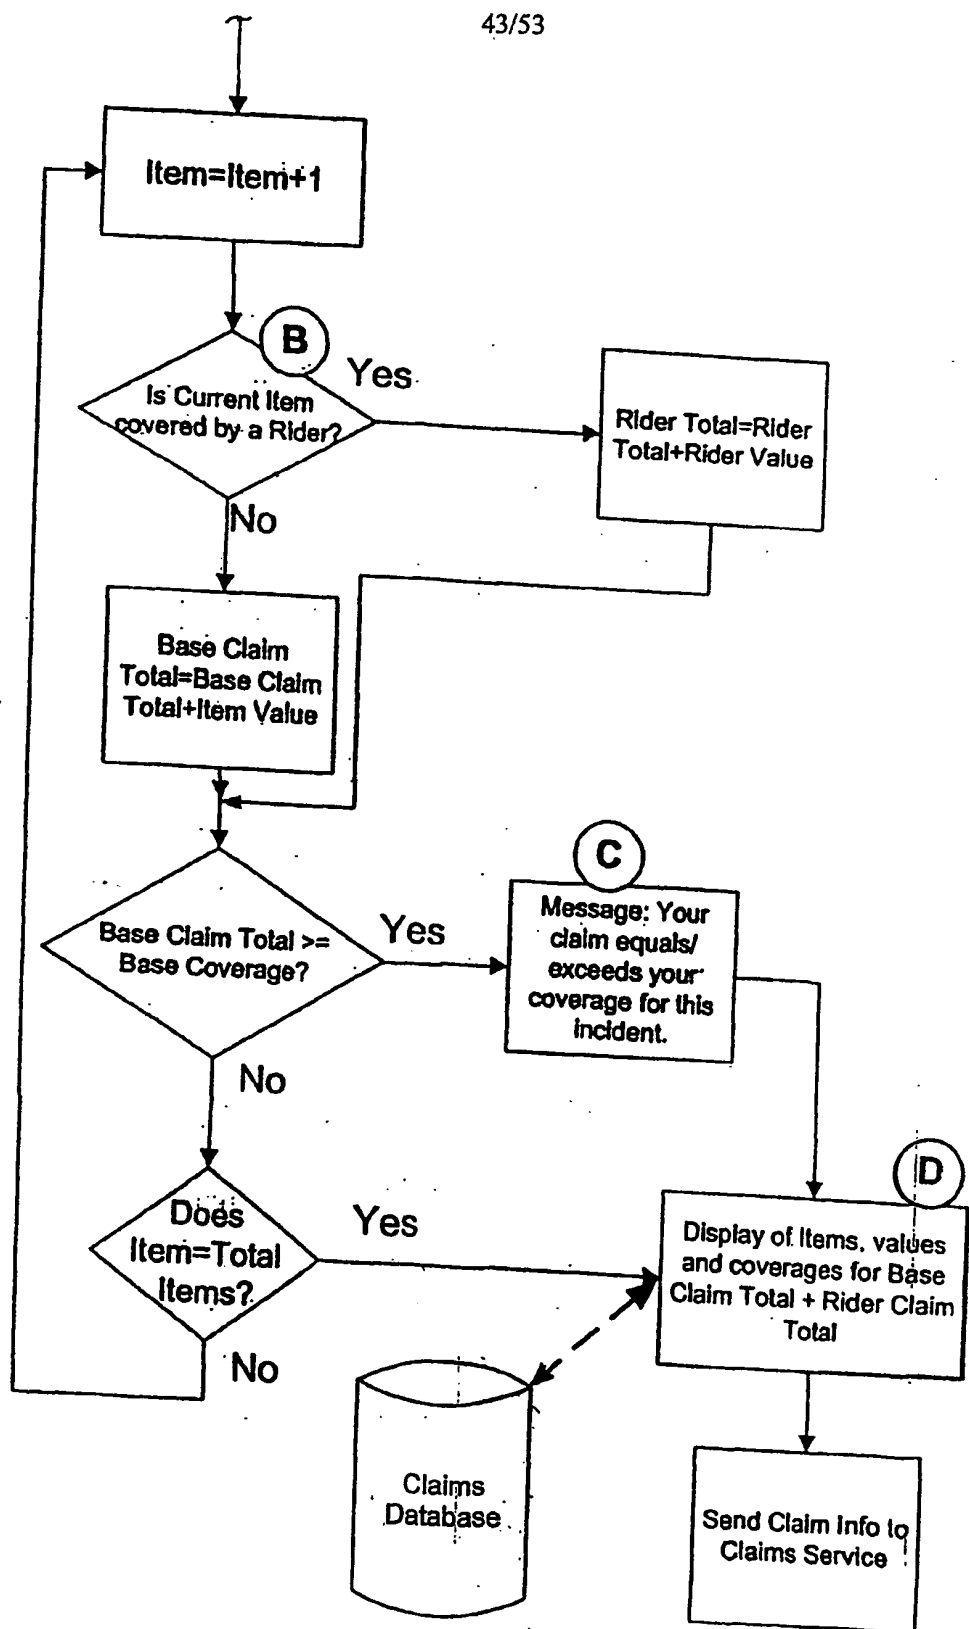 43/53
Item=Item+1
B
Yes
Is Current Item
covered by a Rider?
Rider Total=Rider
Total+Rider Value
No
Base Claim
Total=Base Claim
Total+Item Value
C
Base Claim Total >=
Base Coverage?
Yes
Message: Your
claim equals/
exceeds your
coverage for this
incident.
No
D
Does
Item=Total
Items?
Yes
Display of Items, values
and coverages for Base
Claim Total + Rider Claim
Total
No
Claims
Database
Send Claim Info to
Claims Service